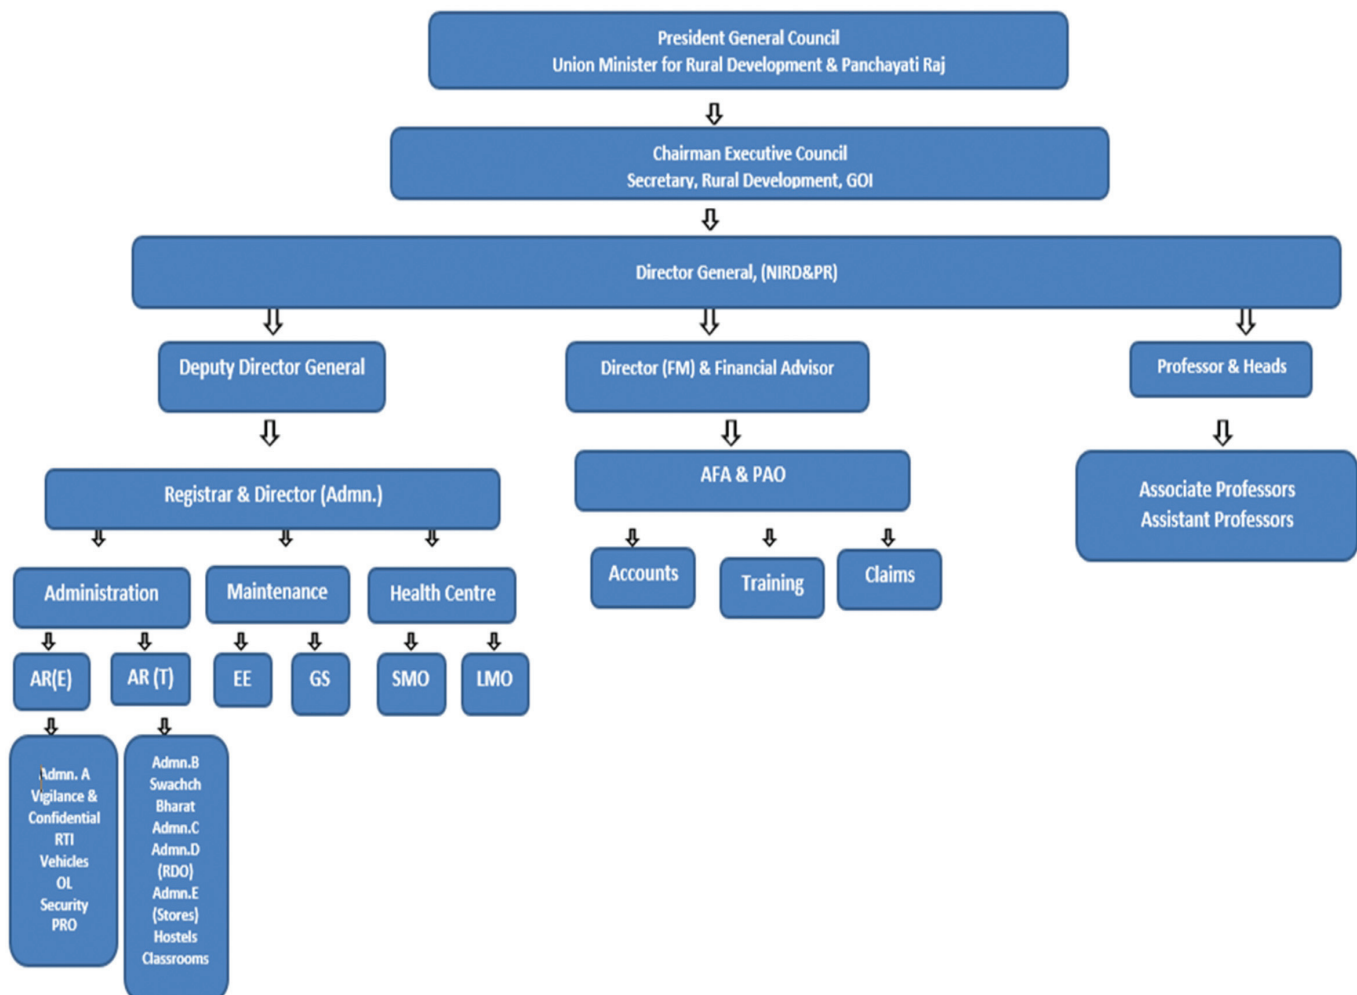 President General Council
Union Minister for Rural Development & Panchayati Raj
Chairman Executive Council
Secretary, Rural Development, GOI
Director General, (NIRD&PR)
Deputy Director General
Director (FM) & Financial Advisor
Professor & Heads
Registrar & Director (Admn.)
AFA & PAO
Associate Professors
Assistant Professors
Administration
Maintenance
Health Centre
Accounts
Training
Claims
AR(E)
AR (T)
EE
GS
SMO
LMO
Admn. A
Vigilance &
Confidential
RTI
Vehicles
OL
Security
PRO
Admn.B
Swachch
Bharat
Admn.C
Admn.D
(RDO)
Admn.E
(Stores)
Hostels
Classrooms